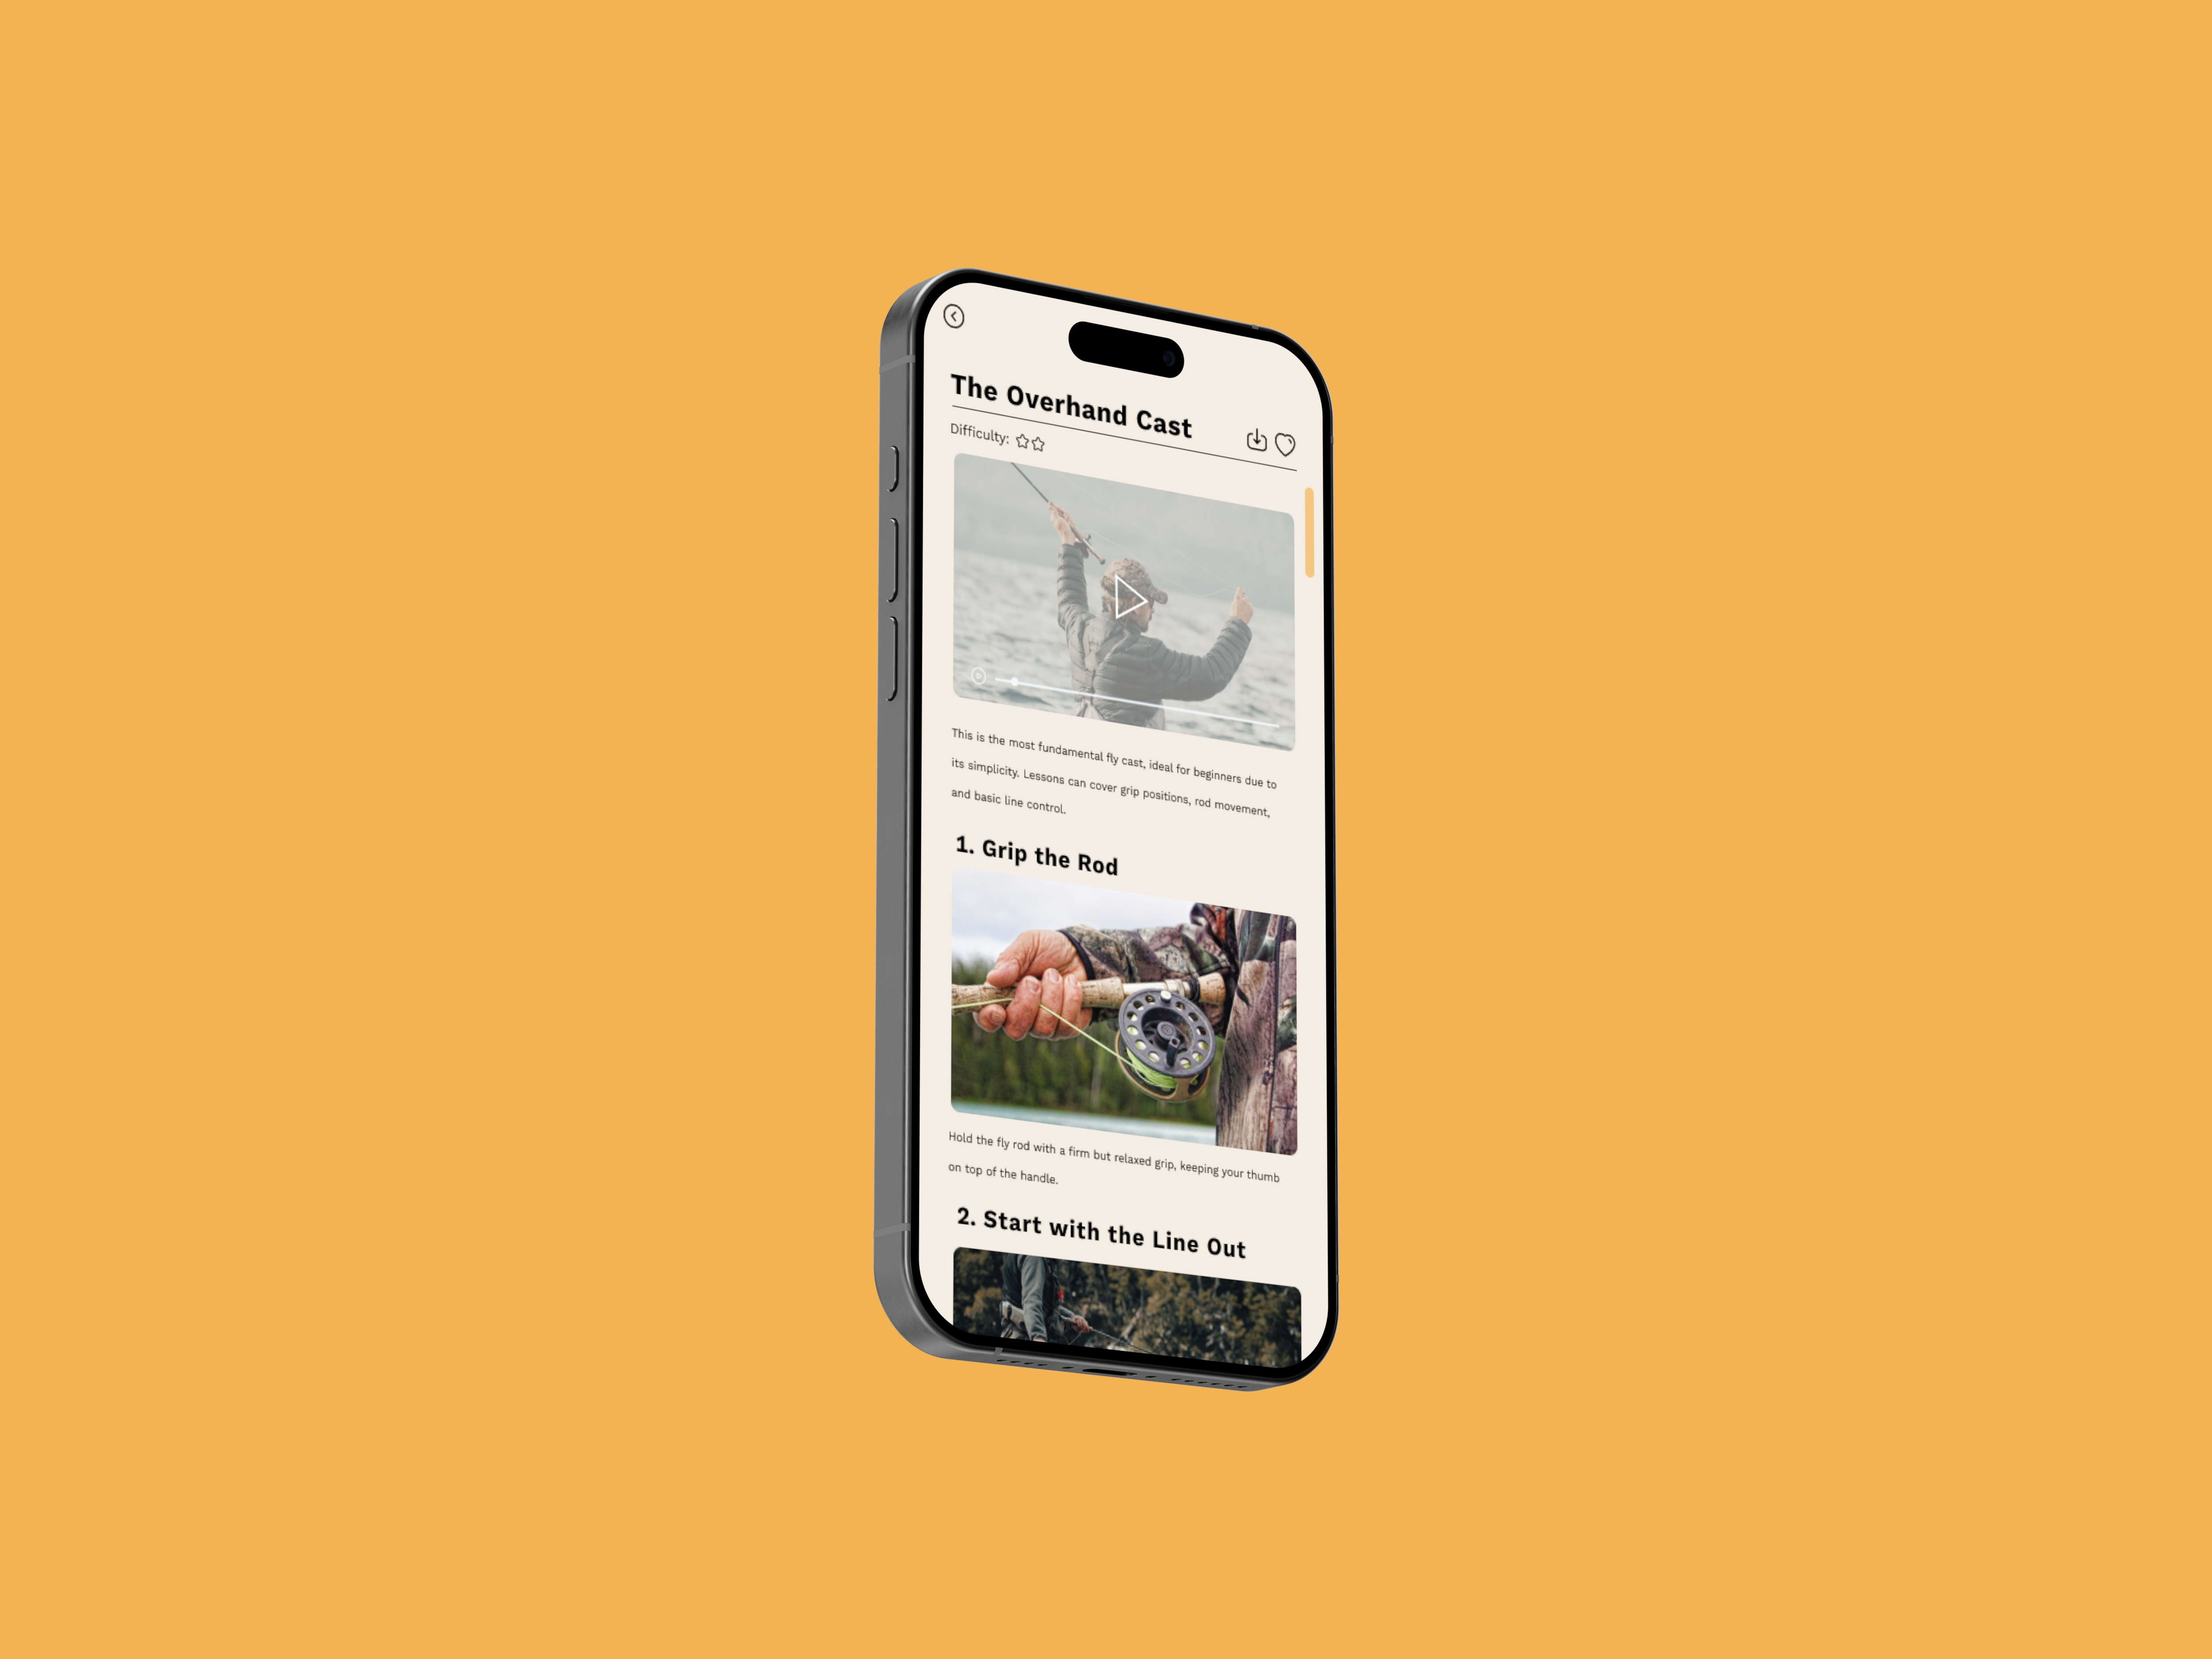 The Overhand Cast
Difficulty:
This is the most fundamental fly cast, ideal for beginners due to
its simplicity. Lessons can cover grip positions, rod movement,
and basic line control.
1. Grip the Rod
Hold the fly rod with a firm but relaxed grip, keeping your thumb
on top of the handle.
2. Start with the Line Out